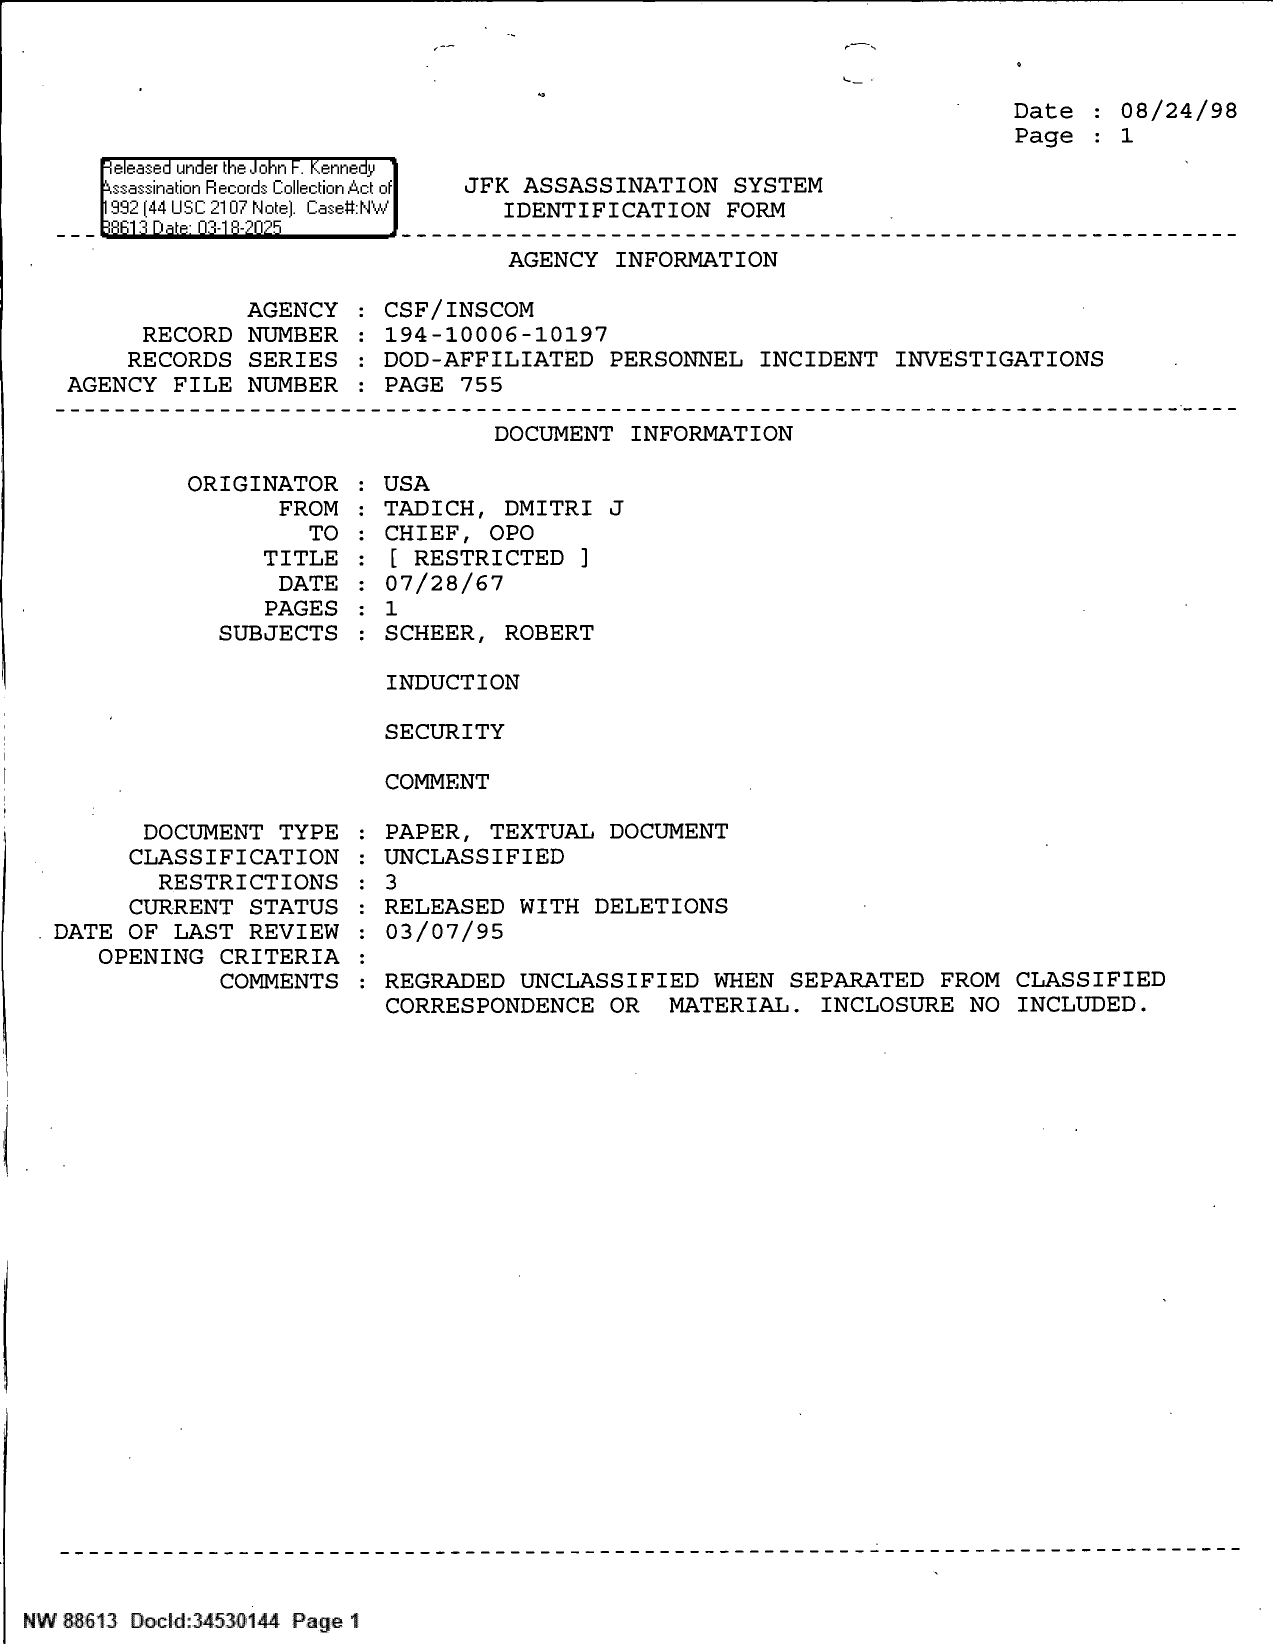 Date : 08/24/98
Page : 1
Released under the John F. Kennedy
Assassination Records Collection Act of
1992 (44 USC 2107 Note). Case#:NW
88613 Date: 03-18-2025
JFK ASSASSINATION SYSTEM
IDENTIFICATION FORM
AGENCY INFORMATION
AGENCY : CSF/INSCOM
RECORD NUMBER : 194-10006-10197
RECORDS SERIES : DOD-AFFILIATED PERSONNEL INCIDENT INVESTIGATIONS
AGENCY FILE NUMBER : PAGE 755
DOCUMENT INFORMATION
ORIGINATOR : USA
FROM : TADICH, DMITRI J
TO : CHIEF, OPO
TITLE : [ RESTRICTED ]
DATE : 07/28/67
PAGES : 1
SUBJECTS : SCHEER, ROBERT
INDUCTION
SECURITY
COMMENT
DOCUMENT TYPE : PAPER, TEXTUAL DOCUMENT
CLASSIFICATION : UNCLASSIFIED
RESTRICTIONS : 3
CURRENT STATUS : RELEASED WITH DELETIONS
DATE OF LAST REVIEW : 03/07/95
OPENING CRITERIA :
COMMENTS : REGRADED UNCLASSIFIED WHEN SEPARATED FROM CLASSIFIED
CORRESPONDENCE OR MATERIAL. INCLOSURE NO INCLUDED.
NW 88613 DocId:34530144 Page 1